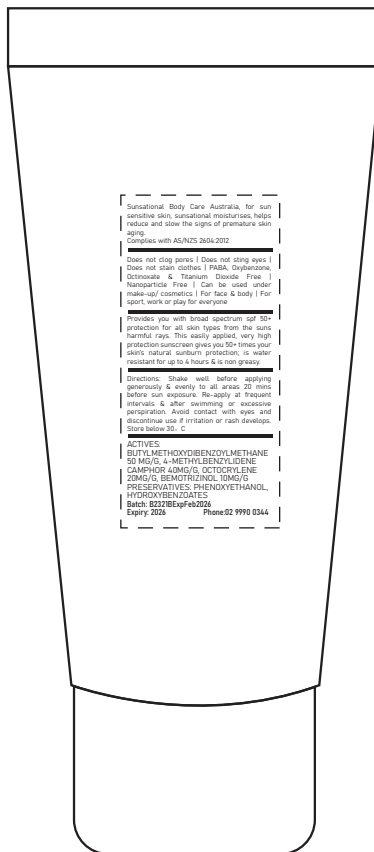 Sunsational Body Care Australia, for sun
sensitive skin, sunsational moisturises, helps
reduce and slow the signs of premature skin
aging.
Complies with AS/NZS 2604:2012
Does not clog pores | Does not sting eyes |
Does not stain clothes | PABA, Oxybenzone,
Octinoxate & Titanium Dioxide Free |
Nanoparticle Free | Can be used under
make-up/ cosmetics | For face & body | For
sport, work or play for everyone
Provides you with broad spectrum spf 50+
protection for all skin types from the suns
harmful rays. This easily applied, very high
protection sunscreen gives you 50+ times your
skin's natural sunburn protection; is water
resistant for up to 4 hours & is non greasy.
Directions: Shake well before applying
generously & evenly to all areas 20 mins
before sun exposure. Re-apply at frequent
intervals & after swimming or excessive
perspiration. Avoid contact with eyes and
discontinue use if irritation or rash develops.
Store below 30。C
ACTIVES:
BUTYLMETHOXYDIBENZOYLMETHANE
50 MG/G, 4-METHYLBENZYLIDENE
CAMPHOR 40MG/G, OCTOCRYLENE
20MG/G, BEMOTRIZINOL 10MG/G
PRESERVATIVES: PHENOXYETHANOL,
HYDROXYBENZOATES
Batch: BZ321BExpFeb2026
Expiry: 2026 Phone:02 9990 0344